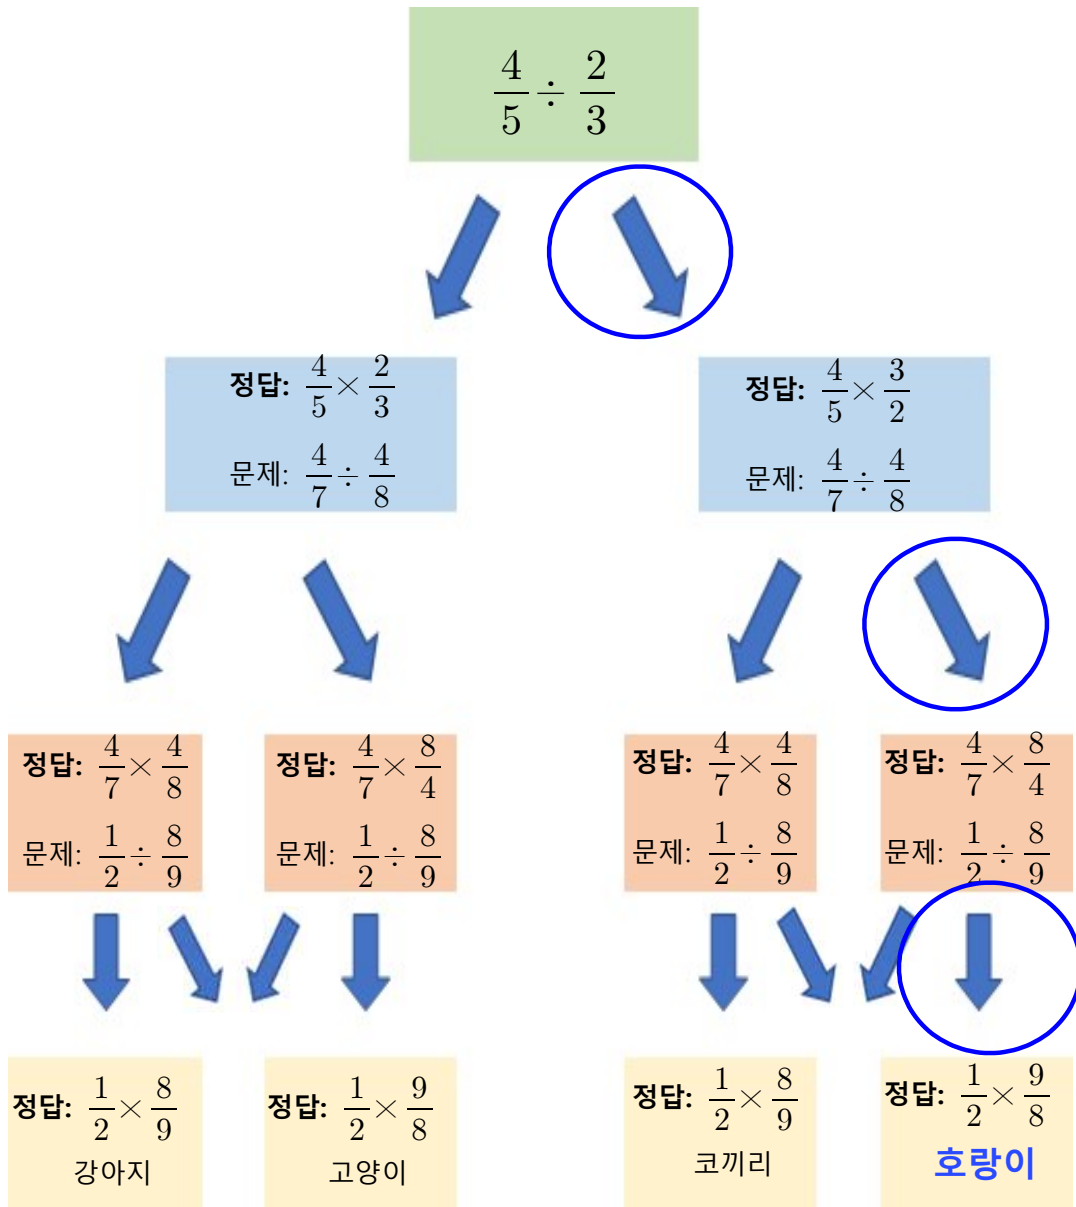 4/5 ÷ 2/3
정답: 4/5 × 2/3
문제: 4/7 ÷ 4/8
정답: 4/5 × 3/2
문제: 4/7 ÷ 4/8
정답: 4/7 × 4/8
문제: 1/2 ÷ 8/9
정답: 4/7 × 8/4
문제: 1/2 ÷ 8/9
정답: 4/7 × 4/8
문제: 1/2 ÷ 8/9
정답: 4/7 × 8/4
문제: 1/2 ÷ 8/9
정답: 1/2 × 8/9
강아지
정답: 1/2 × 9/8
고양이
정답: 1/2 × 8/9
코끼리
정답: 1/2 × 9/8
호랑이